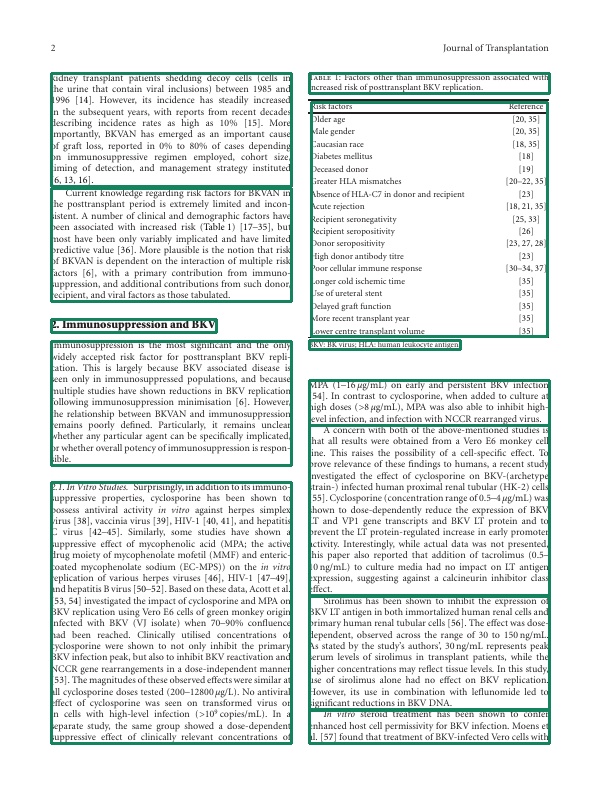 2
Journal of Transplantation
kidney transplant patients shedding decoy cells (cells in
the urine that contain viral inclusions) between 1985 and
1996 [14]. However, its incidence has steadily increased
in the subsequent years, with reports from recent decades
describing incidence rates as high as 10% [15]. More
importantly, BKVAN has emerged as an important cause
of graft loss, reported in 0% to 80% of cases depending
on immunosuppressive regimen employed, cohort size,
timing of detection, and management strategy instituted
[6, 13, 16].
Current knowledge regarding risk factors for BKVAN in
the posttransplant period is extremely limited and incon-
sistent. A number of clinical and demographic factors have
been associated with increased risk (Table 1) [17–35], but
most have been only variably implicated and have limited
predictive value [36]. More plausible is the notion that risk
of BKVAN is dependent on the interaction of multiple risk
factors [6], with a primary contribution from immuno-
suppression, and additional contributions from such donor,
recipient, and viral factors as those tabulated.
2. Immunosuppression and BKV
Immunosuppression is the most significant and the only
widely accepted risk factor for posttransplant BKV repli-
cation. This is largely because BKV associated disease is
seen only in immunosuppressed populations, and because
multiple studies have shown reductions in BKV replication
following immunosuppression minimisation [6]. However,
the relationship between BKVAN and immunosuppression
remains poorly defined. Particularly, it remains unclear
whether any particular agent can be specifically implicated,
or whether overall potency of immunosuppression is respon-
sible.
2.1. In Vitro Studies. Surprisingly, in addition to its immuno-
suppressive properties, cyclosporine has been shown to
possess antiviral activity in vitro against herpes simplex
virus [38], vaccinia virus [39], HIV-1 [40, 41], and hepatitis
C virus [42–45]. Similarly, some studies have shown a
suppressive effect of mycophenolic acid (MPA; the active
drug moiety of mycophenolate mofetil (MMF) and enteric-
coated mycophenolate sodium (EC-MPS)) on the in vitro
replication of various herpes viruses [46], HIV-1 [47–49],
and hepatitis B virus [50–52]. Based on these data, Acott et al.
[53, 54] investigated the impact of cyclosporine and MPA on
BKV replication using Vero E6 cells of green monkey origin
infected with BKV (VJ isolate) when 70–90% confluence
had been reached. Clinically utilised concentrations of
cyclosporine were shown to not only inhibit the primary
BKV infection peak, but also to inhibit BKV reactivation and
NCCR gene rearrangements in a dose-independent manner
[53]. The magnitudes of these observed effects were similar at
all cyclosporine doses tested (200–12800 μg/L). No antiviral
effect of cyclosporine was seen on transformed virus or
in cells with high-level infection (>10⁹ copies/mL). In a
separate study, the same group showed a dose-dependent
suppressive effect of clinically relevant concentrations of
Table 1: Factors other than immunosuppression associated with
increased risk of posttransplant BKV replication.
Risk factors Reference
Older age [20, 35]
Male gender [20, 35]
Caucasian race [18, 35]
Diabetes mellitus [18]
Deceased donor [19]
Greater HLA mismatches [20–22, 35]
Absence of HLA-C7 in donor and recipient [23]
Acute rejection [18, 21, 35]
Recipient seronegativity [25, 33]
Recipient seropositivity [26]
Donor seropositivity [23, 27, 28]
High donor antibody titre [23]
Poor cellular immune response [30–34, 37]
Longer cold ischemic time [35]
Use of ureteral stent [35]
Delayed graft function [35]
More recent transplant year [35]
Lower centre transplant volume [35]
BKV: BK virus; HLA: human leukocyte antigen.
MPA (1–16 μg/mL) on early and persistent BKV infection
[54]. In contrast to cyclosporine, when added to culture at
high doses (>8 μg/mL), MPA was also able to inhibit high-
level infection, and infection with NCCR rearranged virus.
A concern with both of the above-mentioned studies is
that all results were obtained from a Vero E6 monkey cell
line. This raises the possibility of a cell-specific effect. To
prove relevance of these findings to humans, a recent study
investigated the effect of cyclosporine on BKV-(archetype
strain-) infected human proximal renal tubular (HK-2) cells
[55]. Cyclosporine (concentration range of 0.5–4 μg/mL) was
shown to dose-dependently reduce the expression of BKV
LT and VP1 gene transcripts and BKV LT protein and to
prevent the LT protein-regulated increase in early promoter
activity. Interestingly, while actual data was not presented,
this paper also reported that addition of tacrolimus (0.5–
10 ng/mL) to culture media had no impact on LT antigen
expression, suggesting against a calcineurin inhibitor class
effect.
Sirolimus has been shown to inhibit the expression of
BKV LT antigen in both immortalized human renal cells and
primary human renal tubular cells [56]. The effect was dose-
dependent, observed across the range of 30 to 150 ng/mL.
As stated by the study's authors', 30 ng/mL represents peak
serum levels of sirolimus in transplant patients, while the
higher concentrations may reflect tissue levels. In this study,
use of sirolimus alone had no effect on BKV replication.
However, its use in combination with leflunomide led to
significant reductions in BKV DNA.
In vitro steroid treatment has been shown to confer
enhanced host cell permissivity for BKV infection. Moens et
al. [57] found that treatment of BKV-infected Vero cells with